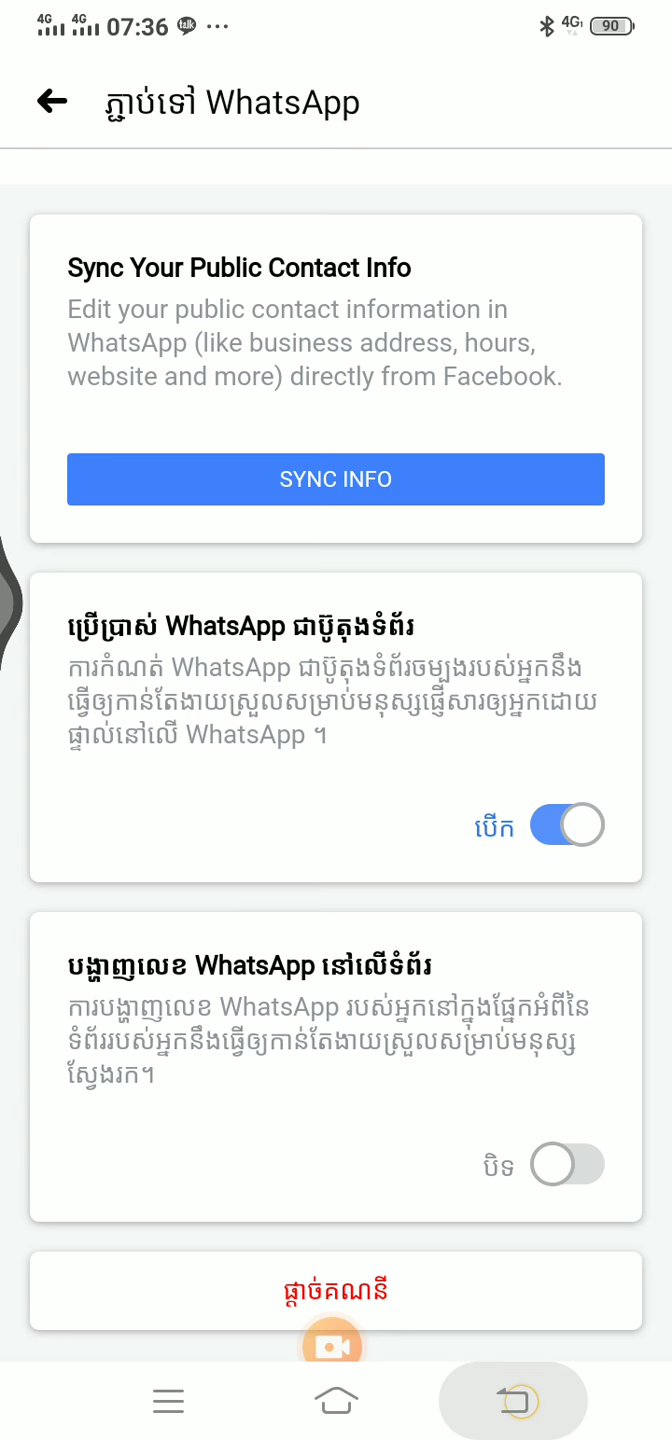 4G 4G 07:36 talk ... 4G 90
ភ្ជាប់ទៅ WhatsApp
Sync Your Public Contact Info
Edit your public contact information in
WhatsApp (like business address, hours,
website and more) directly from Facebook.
SYNC INFO
ប្រើប្រាស់ WhatsApp ជាប៊ូតុងទំព័រ
ការកំណត់ WhatsApp ជាប៊ូតុងទំព័រចម្បងរបស់អ្នកនឹង
ធ្វើឲ្យកាន់តែងាយស្រួលសម្រាប់មនុស្សផ្ញើសារឲ្យអ្នកដោយ
ផ្ទាល់នៅលើ WhatsApp ។
បើក
បង្ហាញលេខ WhatsApp នៅលើទំព័រ
ការបង្ហាញលេខ WhatsApp របស់អ្នកនៅក្នុងផ្នែកអំពីនៃ
ទំព័ររបស់អ្នកនឹងធ្វើឲ្យកាន់តែងាយស្រួលសម្រាប់មនុស្ស
ស្វែងរក។
បិទ
ផ្តាច់គណនី